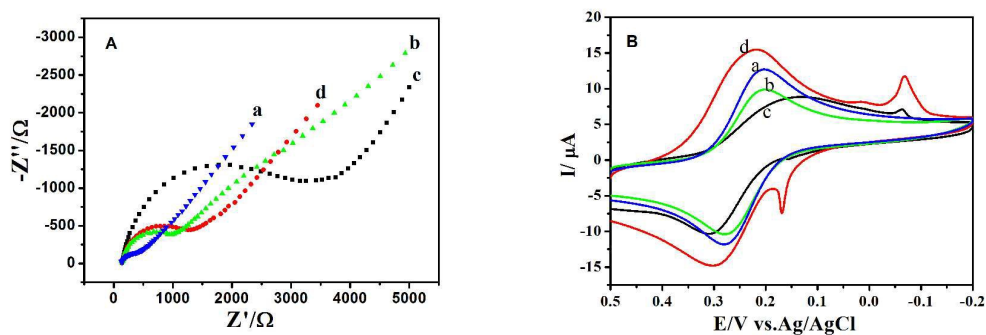 A
-3000
-2500
-2000
-1500
-1000
-500
0
-Z''/Ω
a
d
b
c
0 1000 2000 3000 4000 5000
Z'/Ω
B
20
15
10
5
0
-5
-10
-15
I/ μA
d
a
b
c
0.5 0.4 0.3 0.2 0.1 0.0 -0.1 -0.2
E/V vs.Ag/AgCl